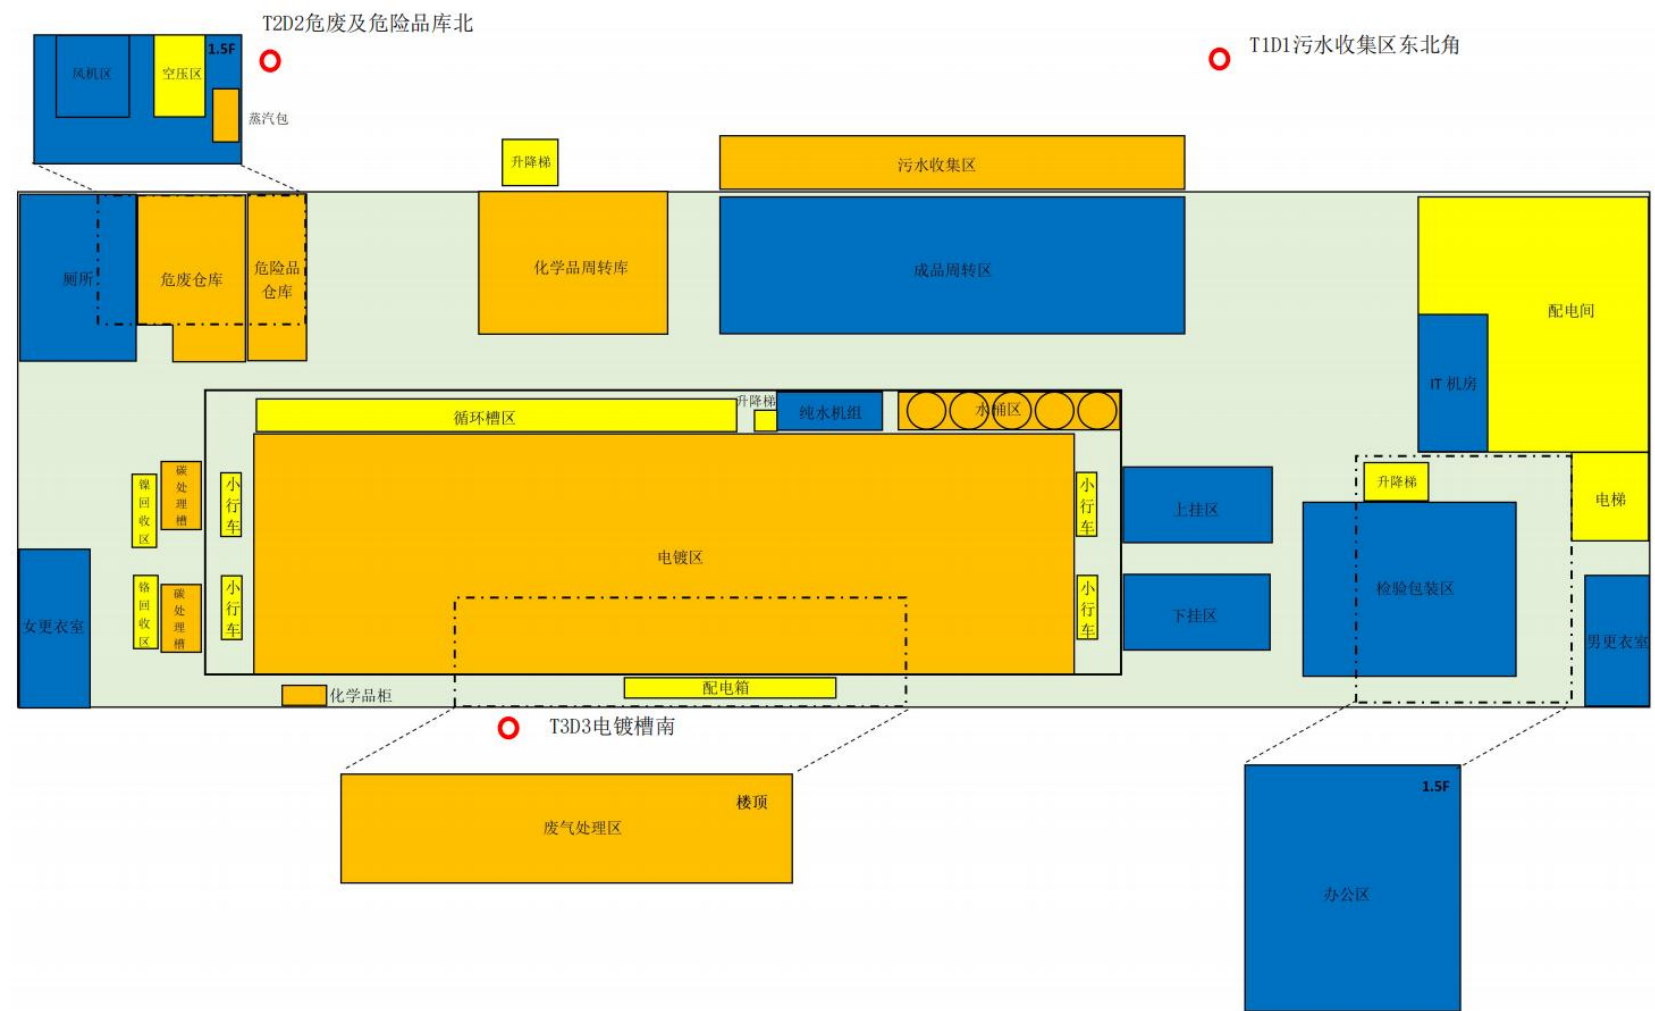 T2D2危废及危险品库北
T1D1污水收集区东北角
1.5F
风机区
空压区
蒸汽包
升降梯
污水收集区
厕所
危废仓库
危险品
仓库
化学品周转库
成品周转区
配电间
IT 机房
循环槽区
升降梯
纯水机组
水桶区
镍回收区
碳处理槽
小行车
小行车
上挂区
升降梯
电梯
电镀区
铬回收区
碳处理槽
小行车
小行车
下挂区
检验包装区
女更衣室
男更衣室
化学品柜
配电箱
T3D3电镀槽南
楼顶
废气处理区
1.5F
办公区